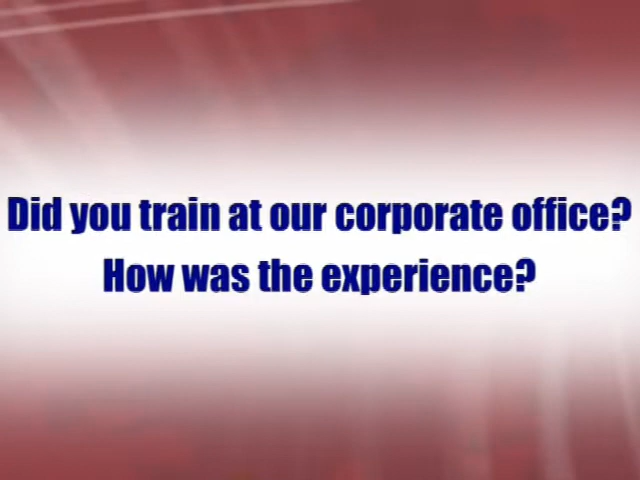 Did you train at our corporate office?
How was the experience?